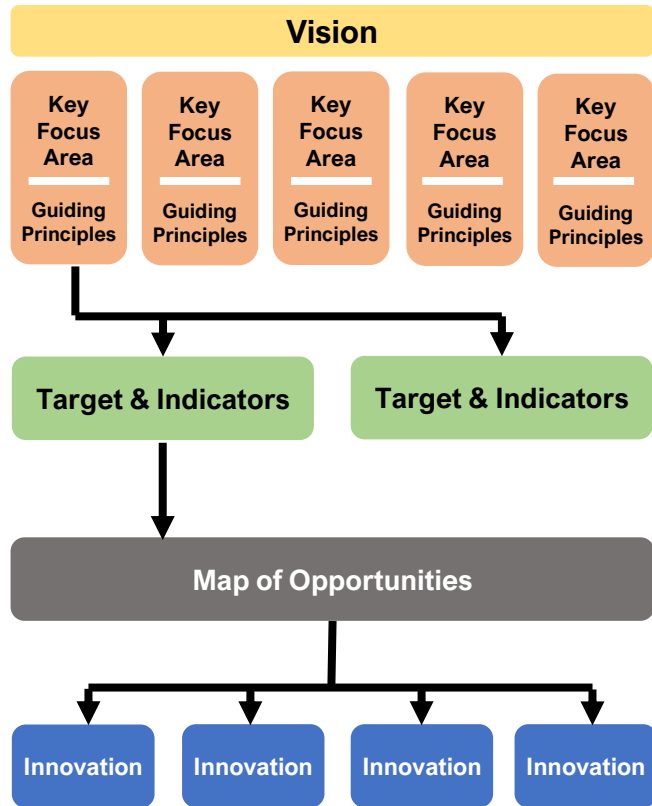 Vision
Key
Focus
Area
Guiding
Principles
Key
Focus
Area
Guiding
Principles
Key
Focus
Area
Guiding
Principles
Key
Focus
Area
Guiding
Principles
Key
Focus
Area
Guiding
Principles
Target & Indicators
Target & Indicators
Map of Opportunities
Innovation
Innovation
Innovation
Innovation